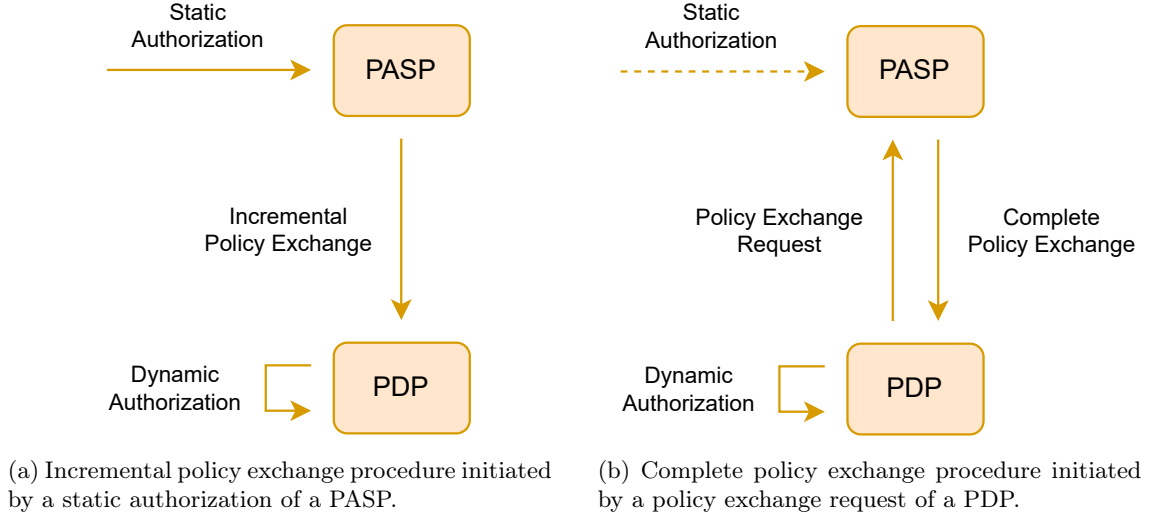 Static
Authorization
PASP
Incremental
Policy Exchange
Dynamic
Authorization
PDP
(a) Incremental policy exchange procedure initiated
by a static authorization of a PASP.
Static
Authorization
PASP
Policy Exchange
Request
Complete
Policy Exchange
Dynamic
Authorization
PDP
(b) Complete policy exchange procedure initiated
by a policy exchange request of a PDP.